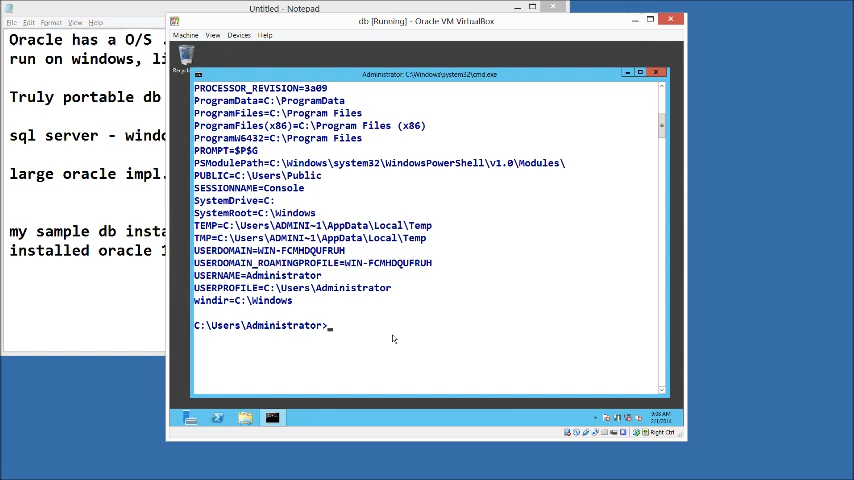 Untitled - Notepad
File Edit Format View Help
Oracle has a O/S
run on windows, li
Truly portable db
sql server - windo
large oracle impl.
my sample db insta
installed oracle 1
db [Running] - Oracle VM VirtualBox
Machine View Devices Help
Administrator: C:\Windows\system32\cmd.exe
PROCESSOR_REVISION=3a09
ProgramData=C:\ProgramData
ProgramFiles=C:\Program Files
ProgramFiles(x86)=C:\Program Files (x86)
ProgramW6432=C:\Program Files
PROMPT=$P$G
PSModulePath=C:\Windows\system32\WindowsPowerShell\v1.0\Modules\
PUBLIC=C:\Users\Public
SESSIONNAME=Console
SystemDrive=C:
SystemRoot=C:\Windows
TEMP=C:\Users\ADMINI~1\AppData\Local\Temp
TMP=C:\Users\ADMINI~1\AppData\Local\Temp
USERDOMAIN=WIN-FCMHDQUFRUH
USERDOMAIN_ROAMINGPROFILE=WIN-FCMHDQUFRUH
USERNAME=Administrator
USERPROFILE=C:\Users\Administrator
windir=C:\Windows
C:\Users\Administrator>_
2/1/2014
Right Ctrl